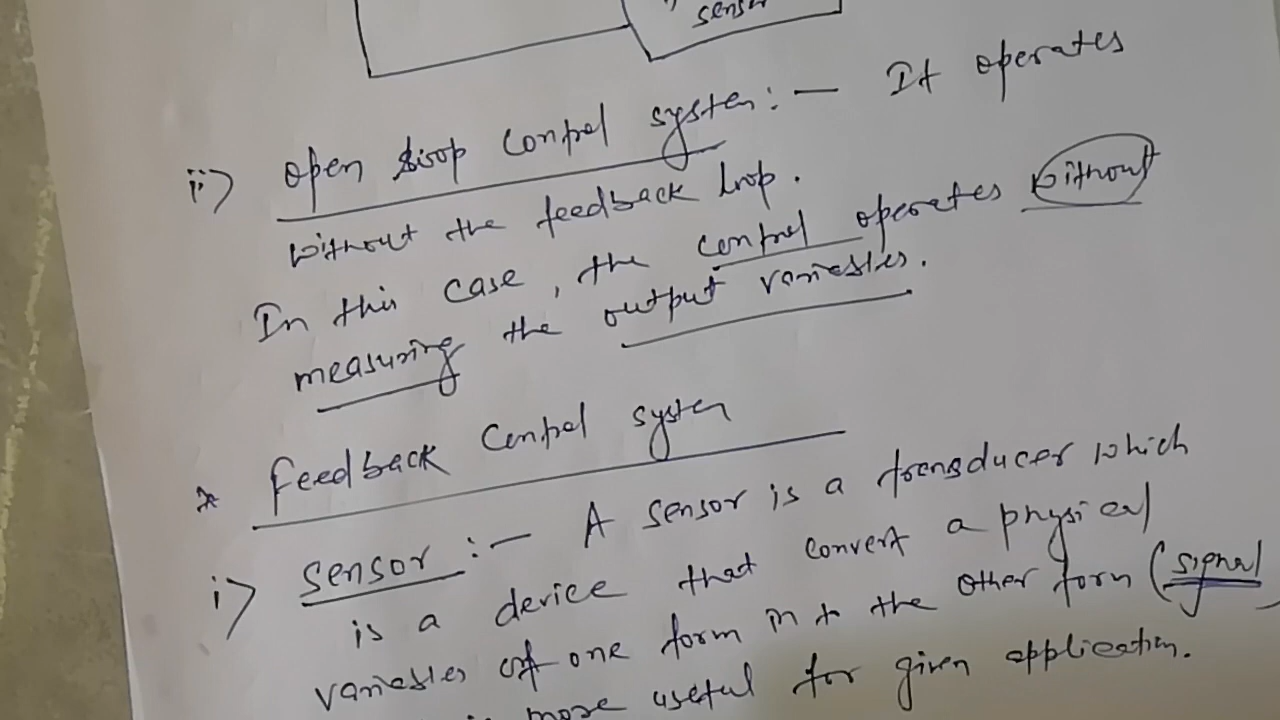 sensor
ii) open loop control system :- It operates
without the feedback loop.
In this case, the control operates without
measuring the output variables.
* Feedback control system
i) Sensor :- A sensor is a transducer which
is a device that convert a physical
variables of one form in to the other form (signal)
is more useful for given application.